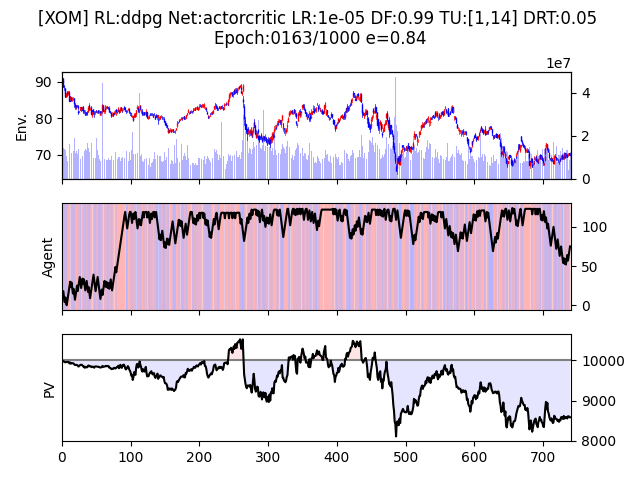 [XOM] RL:ddpg Net:actorcritic LR:1e-05 DF:0.99 TU:[1,14] DRT:0.05
Epoch:0163/1000 e=0.84
1e7
Env.
90
80
70
4
2
0
Agent
100
50
0
PV
10000
9000
8000
0 100 200 300 400 500 600 700